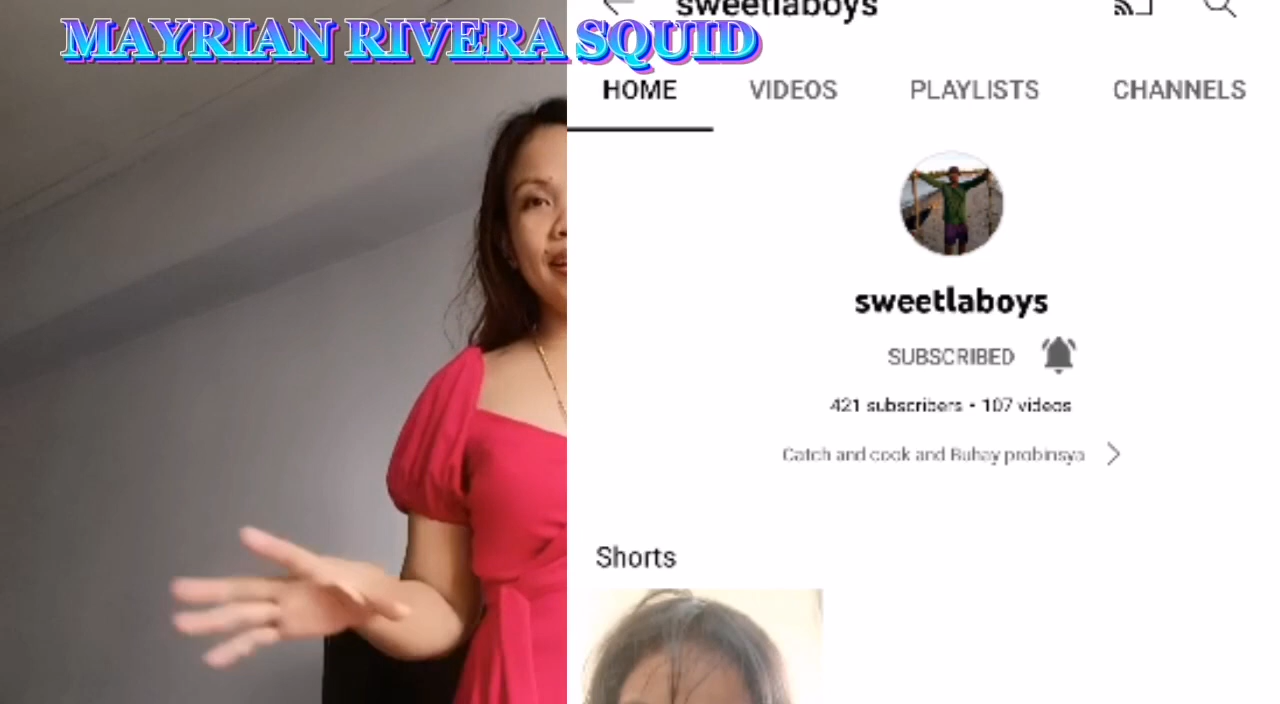 MAYRIAN RIVERA SQUID
sweetlaboys
HOME VIDEOS PLAYLISTS CHANNELS
sweetlaboys
SUBSCRIBED
421 subscribers • 107 videos
Catch and cook and Buhay probinsya
Shorts